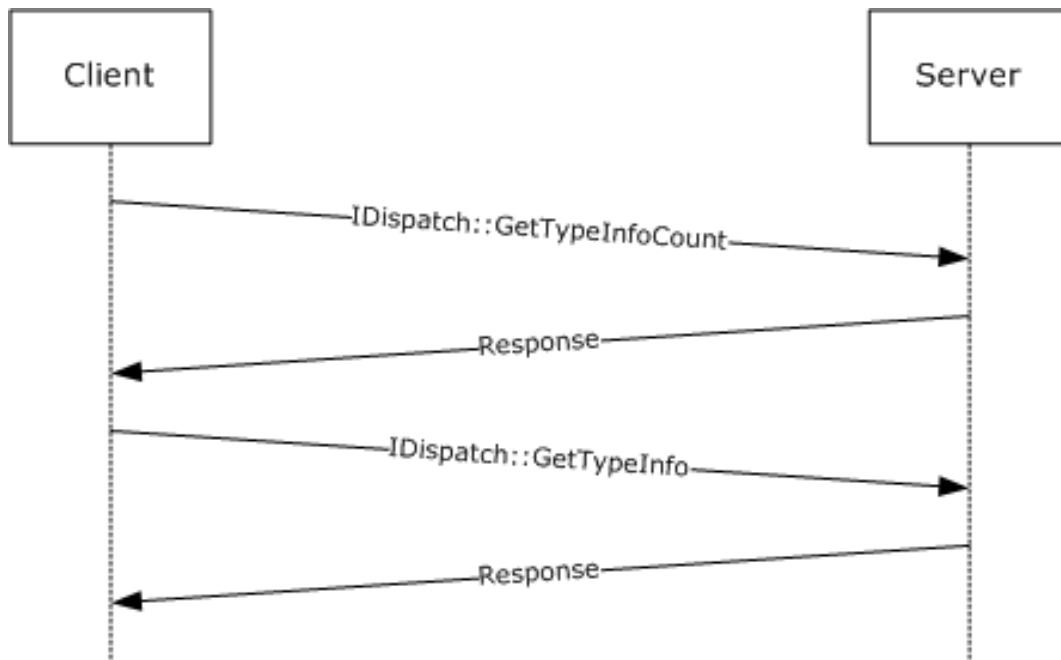 Client
Server
IDispatch::GetTypeInfoCount
Response
IDispatch::GetTypeInfo
Response